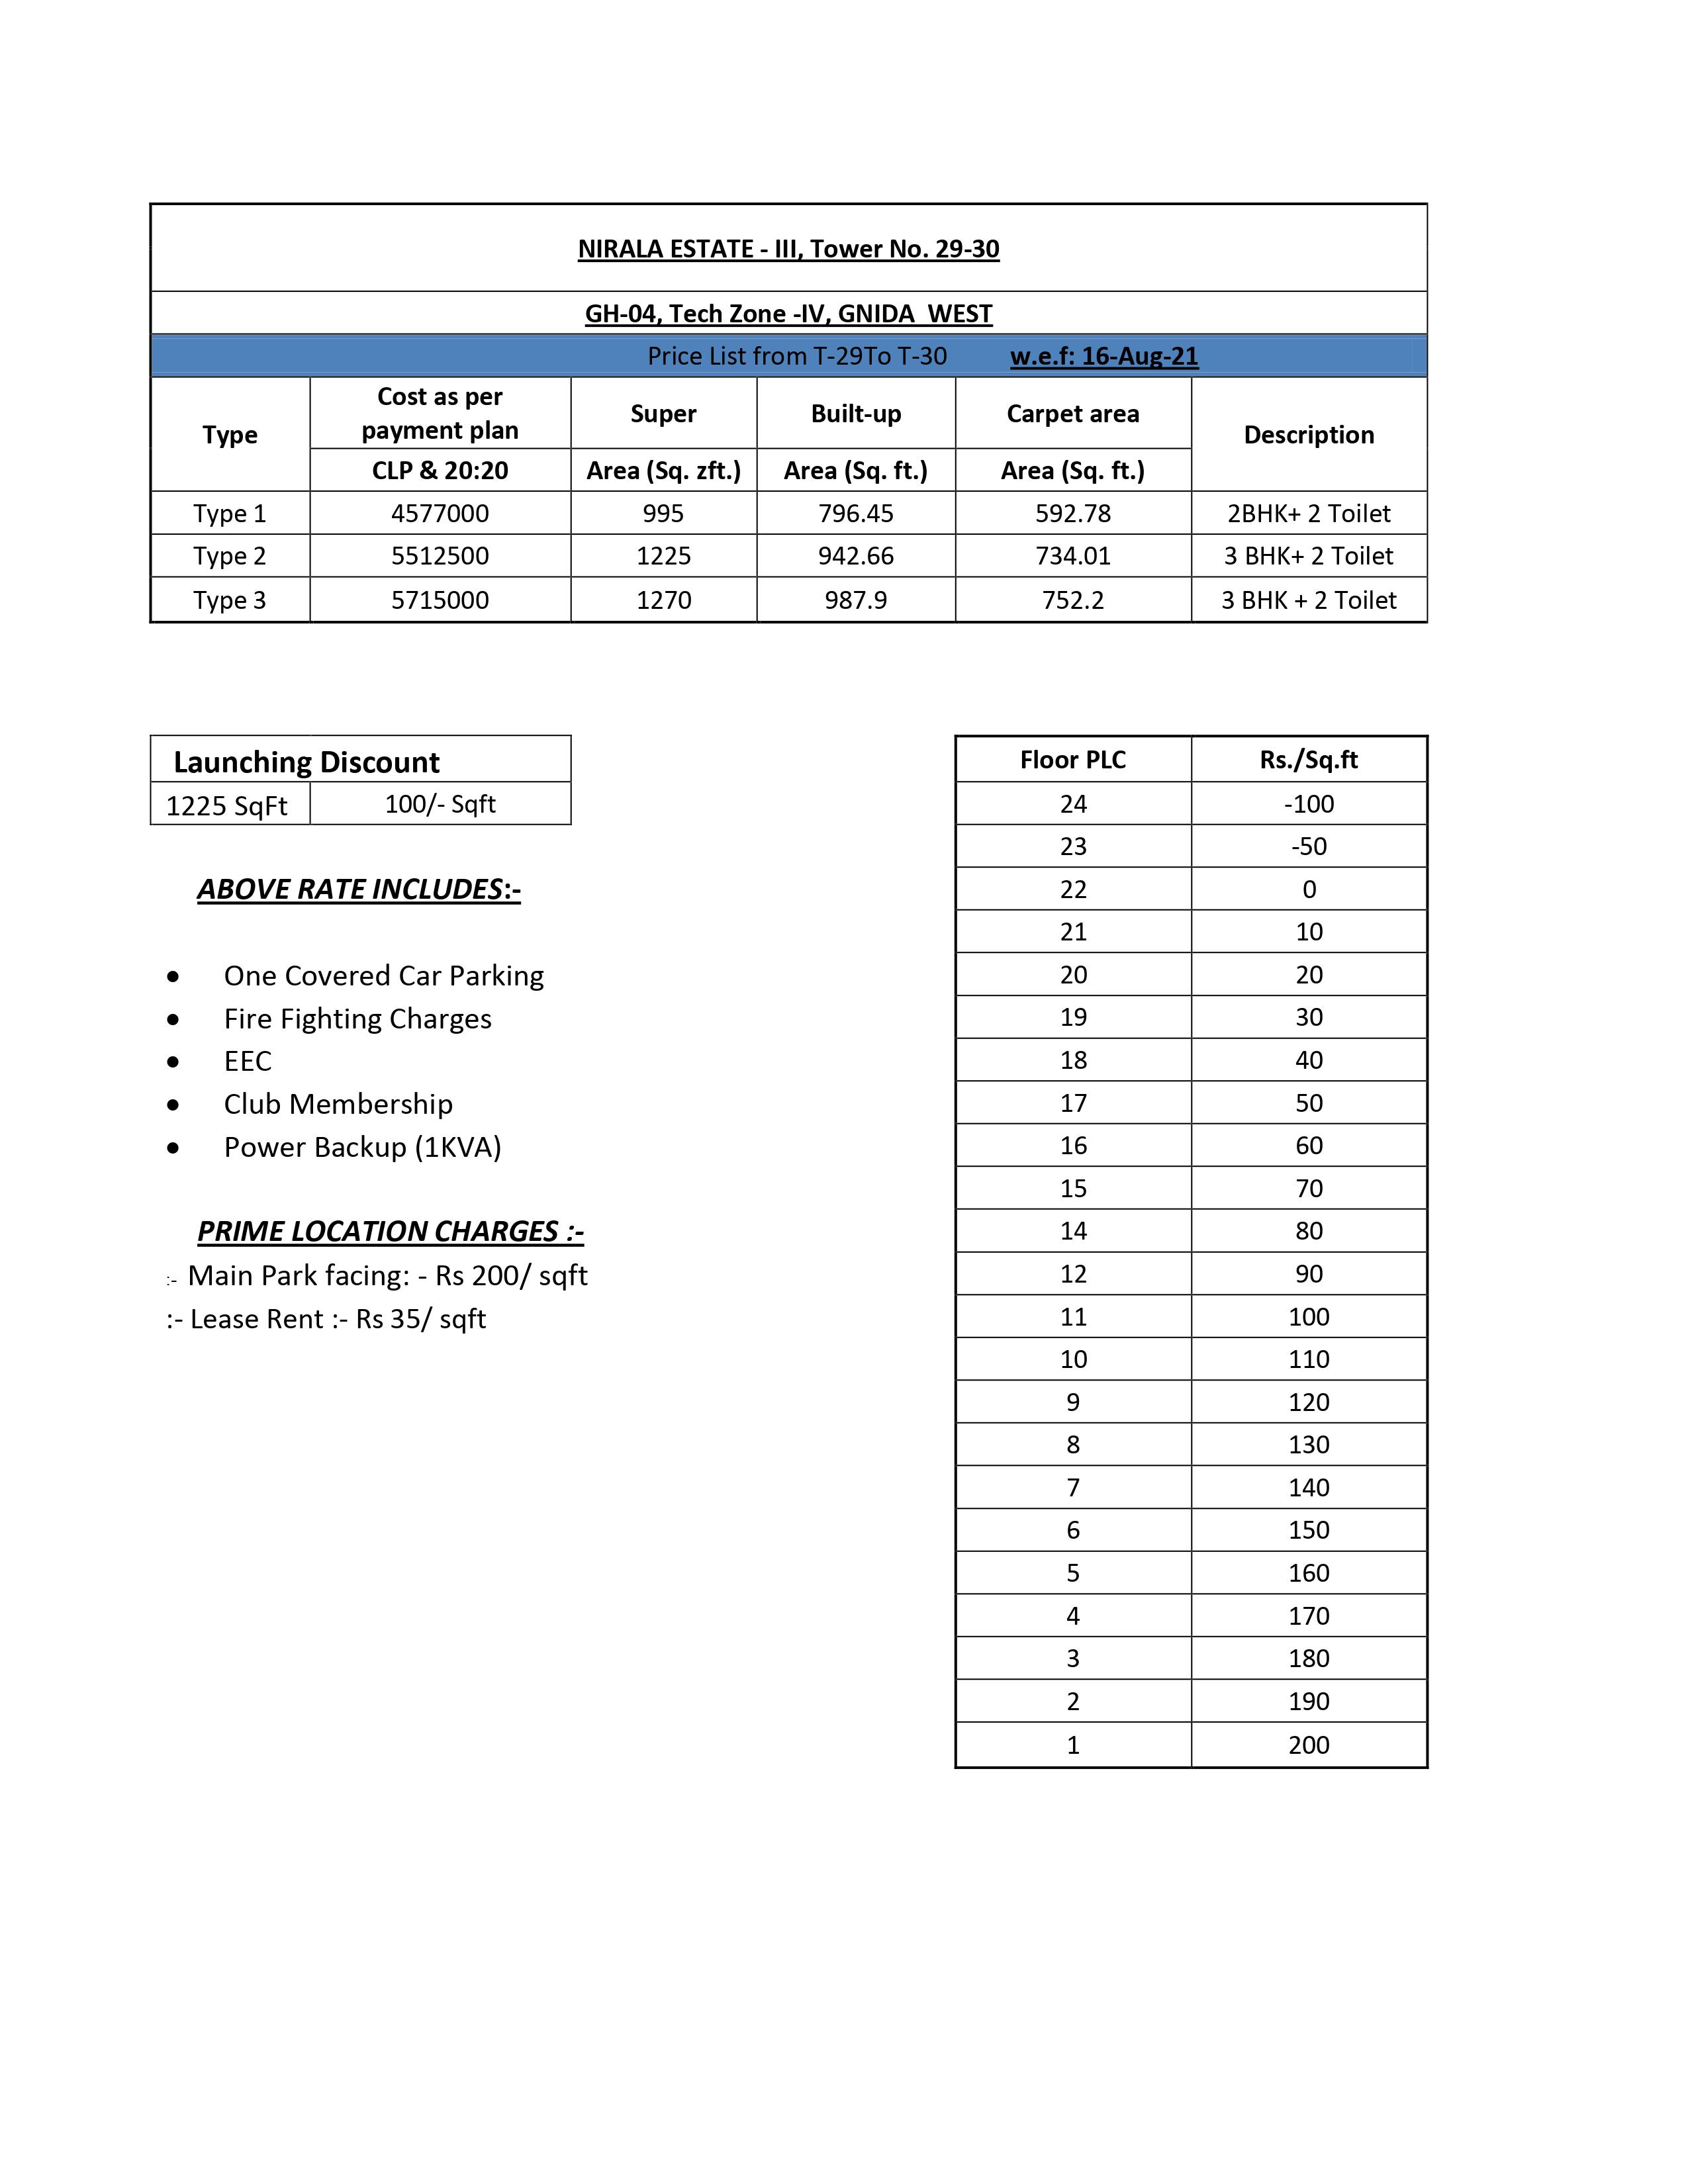 NIRALA ESTATE - III, Tower No. 29-30
GH-04, Tech Zone -IV, GNIDA WEST
Price List from T-29To T-30 w.e.f: 16-Aug-21
Type Cost as per payment plan Super Built-up Carpet area Description
CLP & 20:20 Area (Sq. zft.) Area (Sq. ft.) Area (Sq. ft.)
Type 1 4577000 995 796.45 592.78 2BHK+ 2 Toilet
Type 2 5512500 1225 942.66 734.01 3 BHK+ 2 Toilet
Type 3 5715000 1270 987.9 752.2 3 BHK + 2 Toilet
Launching Discount
1225 SqFt 100/- Sqft
ABOVE RATE INCLUDES:-
• One Covered Car Parking
• Fire Fighting Charges
• EEC
• Club Membership
• Power Backup (1KVA)
PRIME LOCATION CHARGES :-
:- Main Park facing: - Rs 200/ sqft
:- Lease Rent :- Rs 35/ sqft
Floor PLC Rs./Sq.ft
24 -100
23 -50
22 0
21 10
20 20
19 30
18 40
17 50
16 60
15 70
14 80
12 90
11 100
10 110
9 120
8 130
7 140
6 150
5 160
4 170
3 180
2 190
1 200